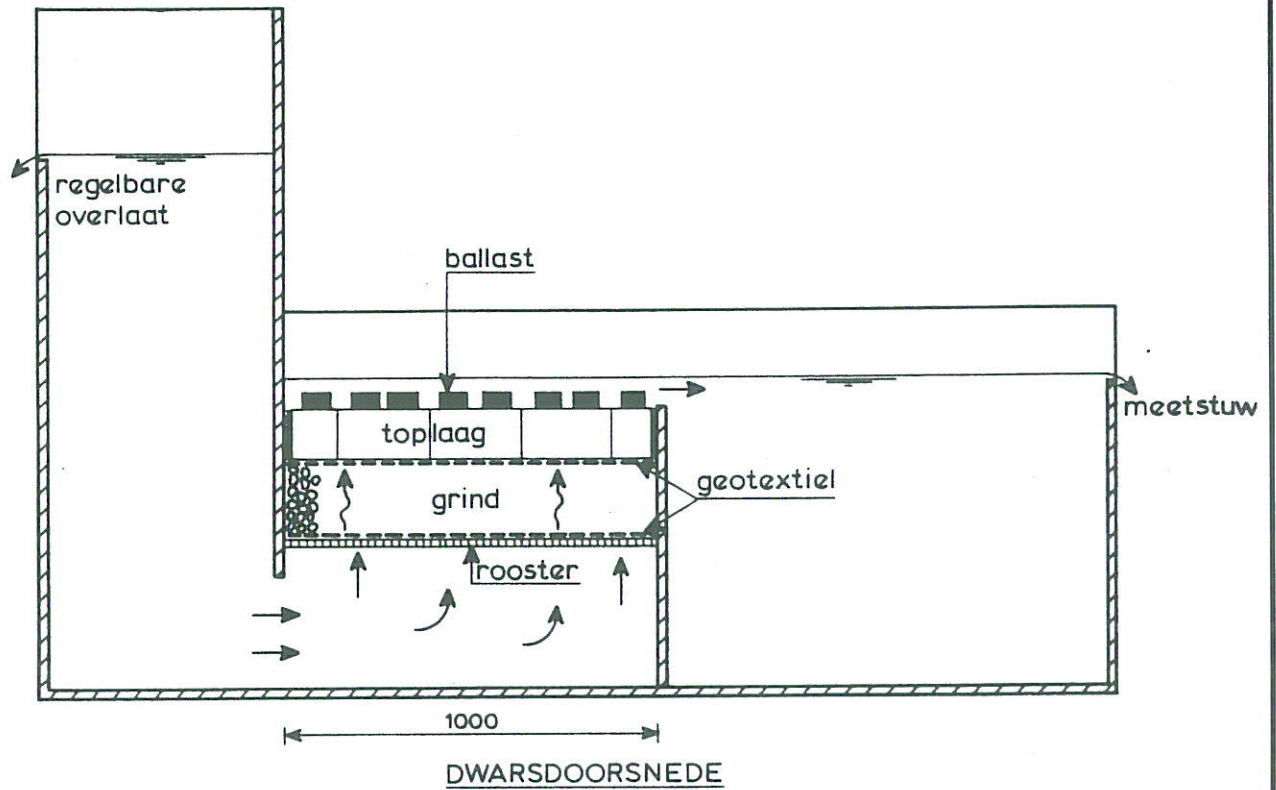 regelbare
overlaat
ballast
meetstuw
toplaag
geotextiel
grind
rooster
1000
DWARSDOORSNEDE